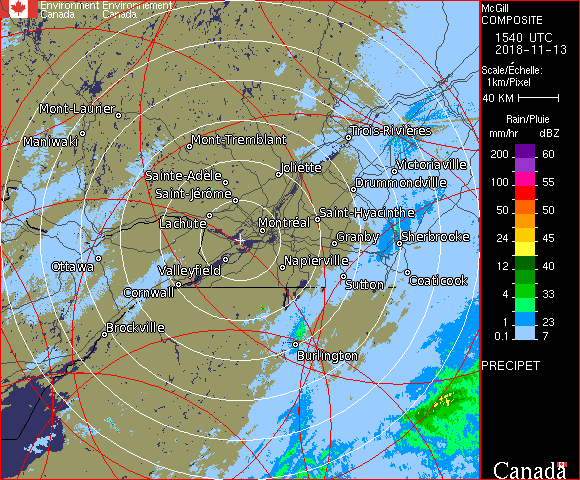 Environment Environnement
Canada Canada
McGill
COMPOSITE
1540 UTC
2018-11-13
Scale/Échelle:
1km/Pixel
40 KM
Rain/Pluie
mm/hr dBZ
200 60
100 55
50 50
24 45
12 40
4 33
1 23
0.1 7
PRECIPET
Canada
Mont-Laurier
Maniwaki
Mont-Tremblant
Trois-Rivières
Sainte-Adèle
Joliette
Victoriaville
Saint-Jérôme
Drummondville
Lachute
Montréal
Saint-Hyacinthe
Granby
Sherbrooke
Ottawa
Valleyfield
Napierville
Cornwall
Sutton
Coaticook
Brockville
Burlington